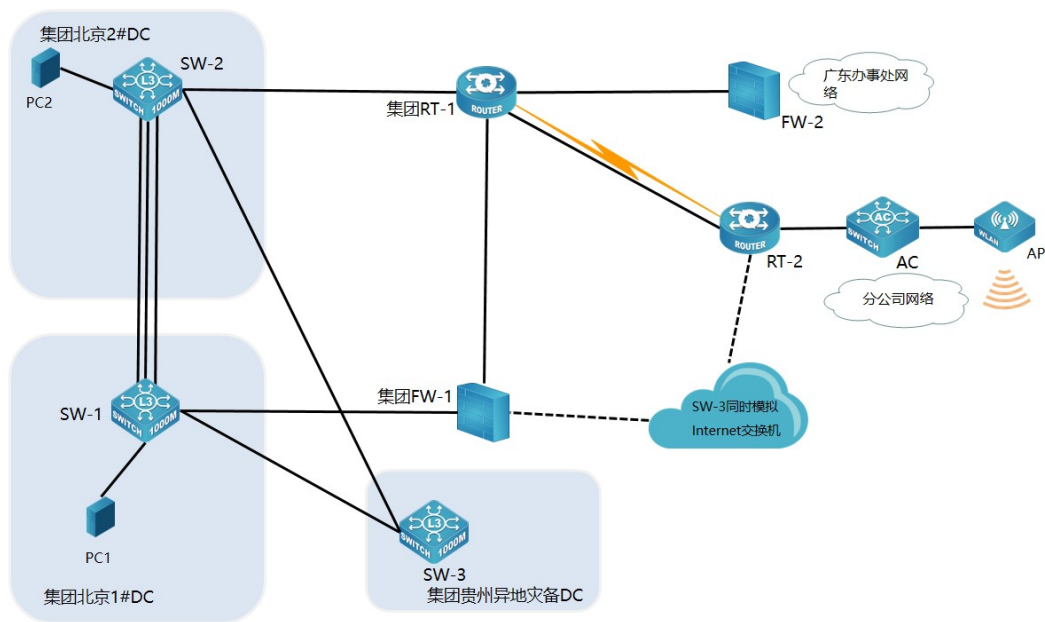 集团北京2#DC
SW-2
L3
SWITCH 1000M
PC2
集团RT-1
ROUTER
广东办事处网
络
FW-2
ROUTER
RT-2
AC
SWITCH
AC
WLAN
AP
分公司网络
SW-1
L3
SWITCH 1000M
集团FW-1
SW-3同时模拟
Internet交换机
PC1
集团北京1#DC
L3
SWITCH 1000M
SW-3
集团贵州异地灾备DC